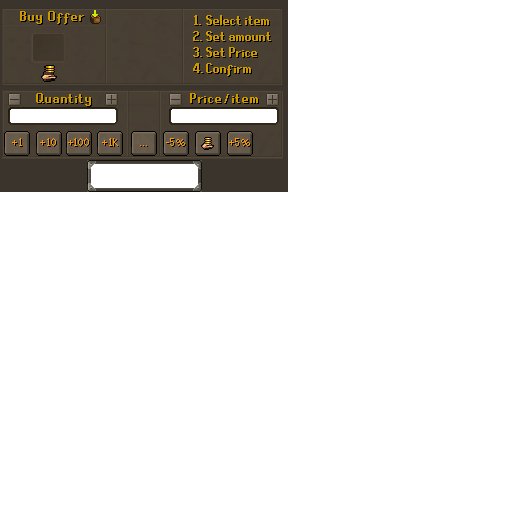 Buy Offer
1. Select item
2. Set amount
3. Set Price
4. Confirm
Quantity
Price/item
+1 +10 +100 +1K ... -5% +5%